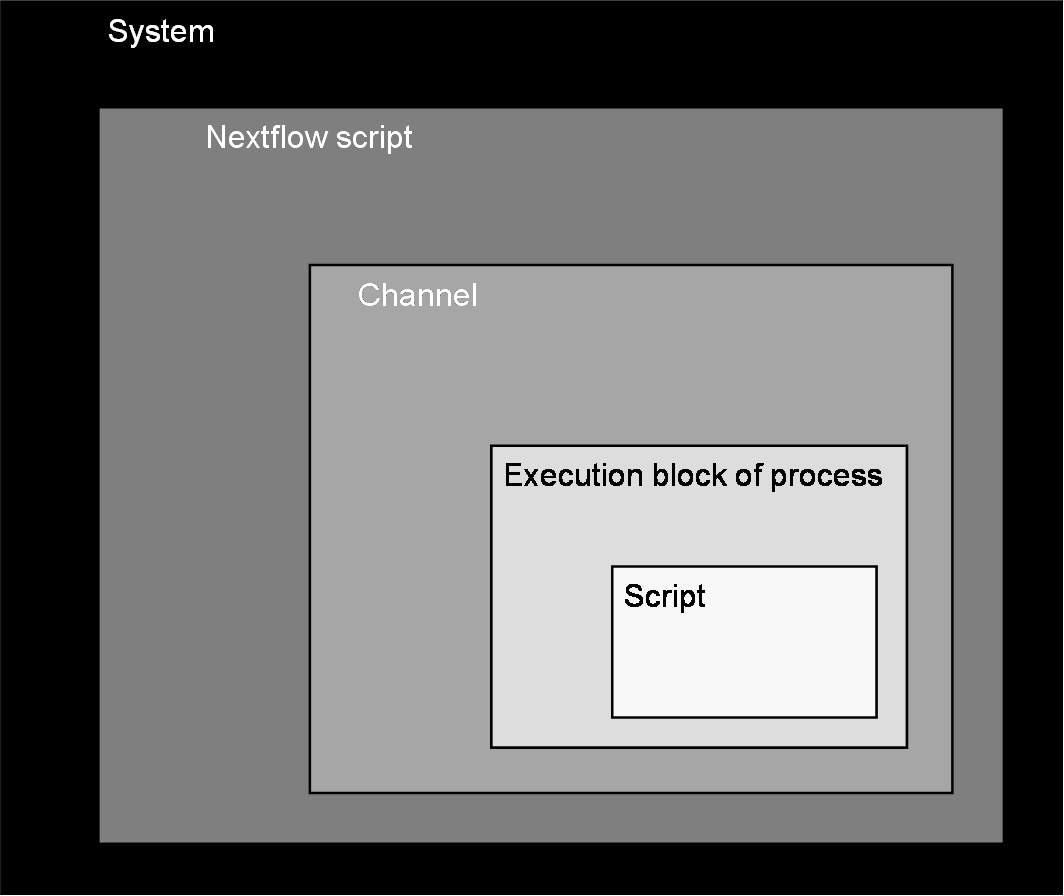 System
Nextflow script
Channel
Execution block of process
Script